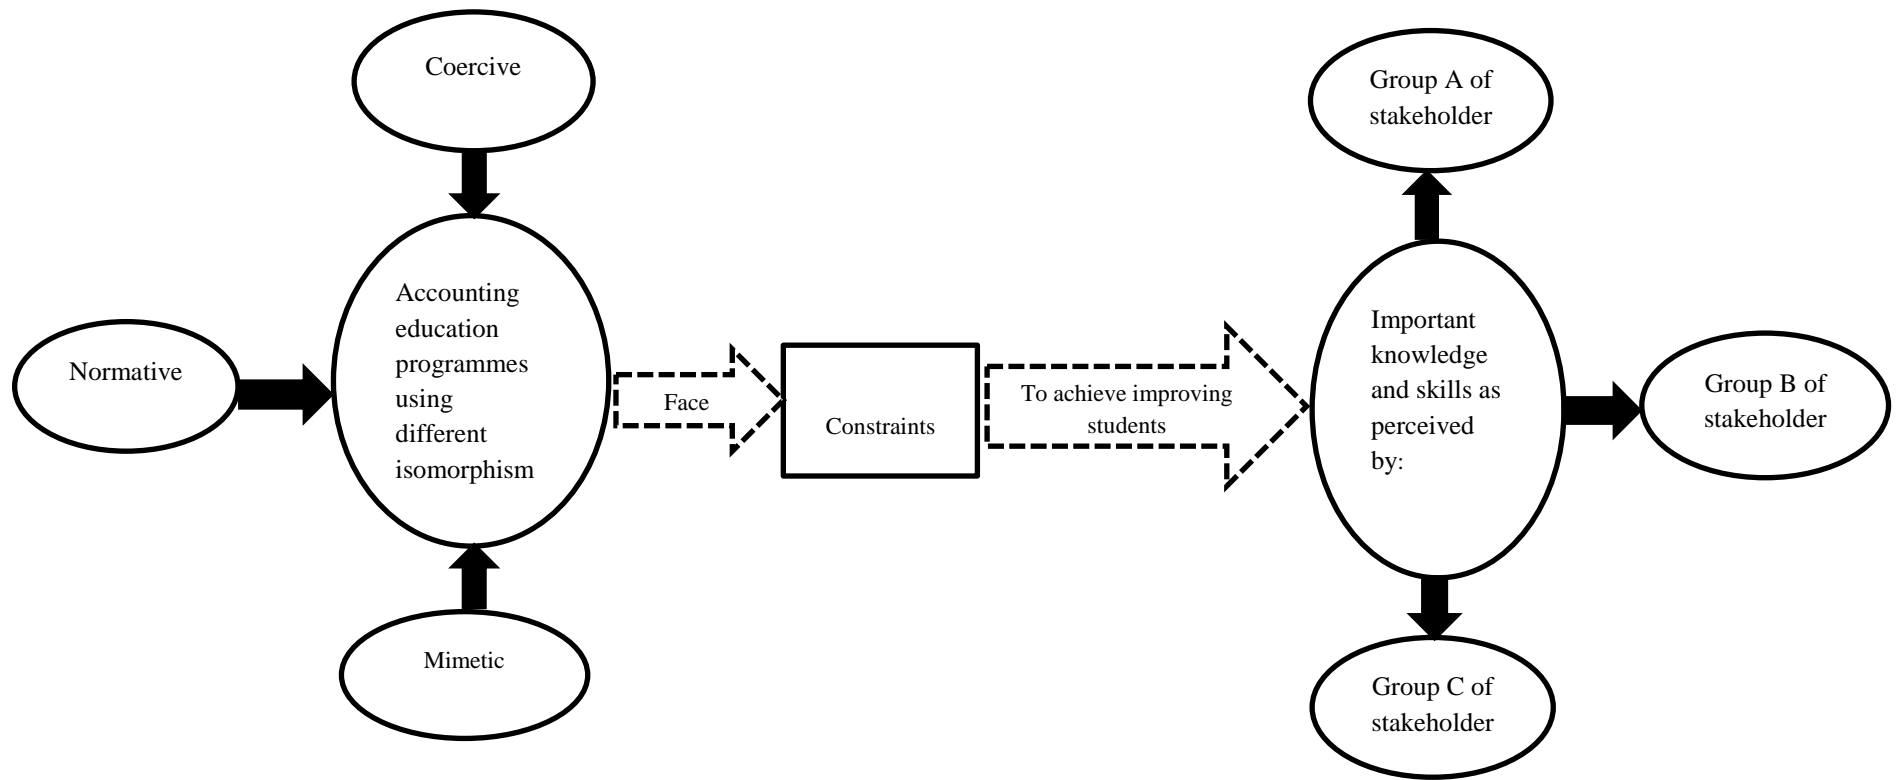 Coercive
Group A of
stakeholder
Normative
Accounting
education
programmes
using
different
isomorphism
Face
Constraints
To achieve improving
students
Important
knowledge
and skills as
perceived
by:
Group B of
stakeholder
Mimetic
Group C of
stakeholder